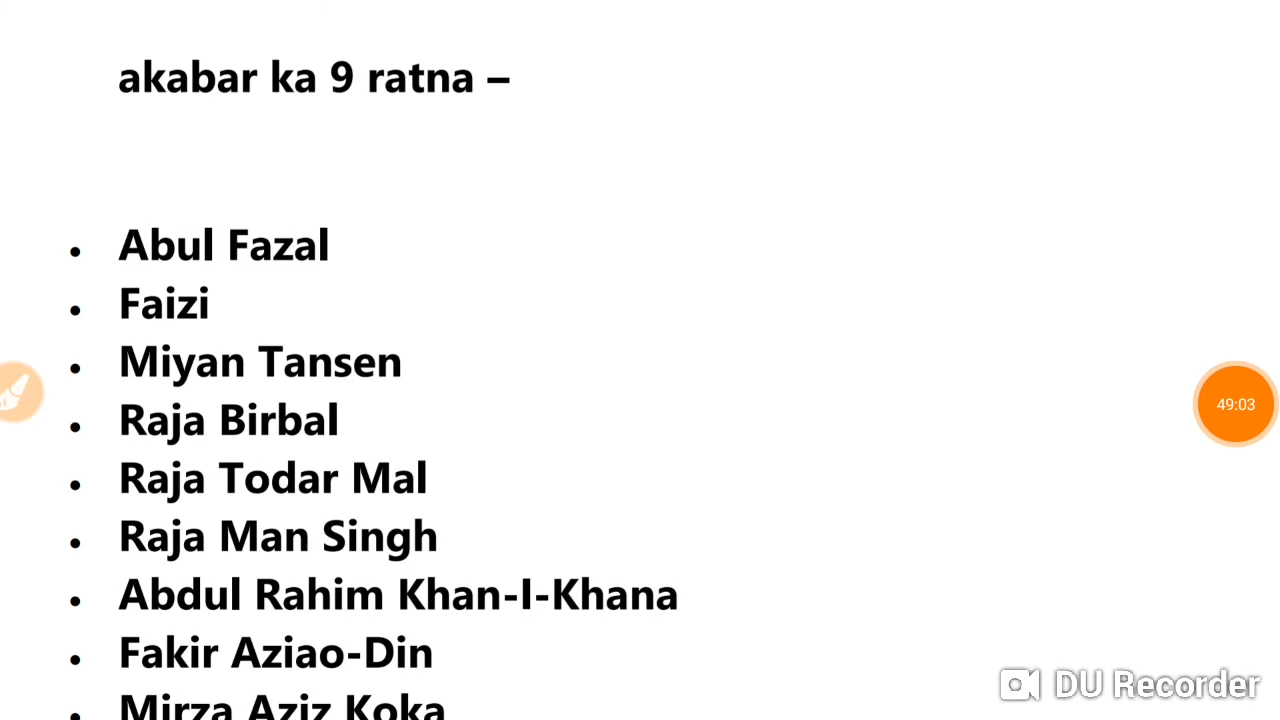 akabar ka 9 ratna –
• Abul Fazal
• Faizi
• Miyan Tansen
• Raja Birbal
• Raja Todar Mal
• Raja Man Singh
• Abdul Rahim Khan-I-Khana
• Fakir Aziao-Din
• Mirza Aziz Koka
49:03
DU Recorder